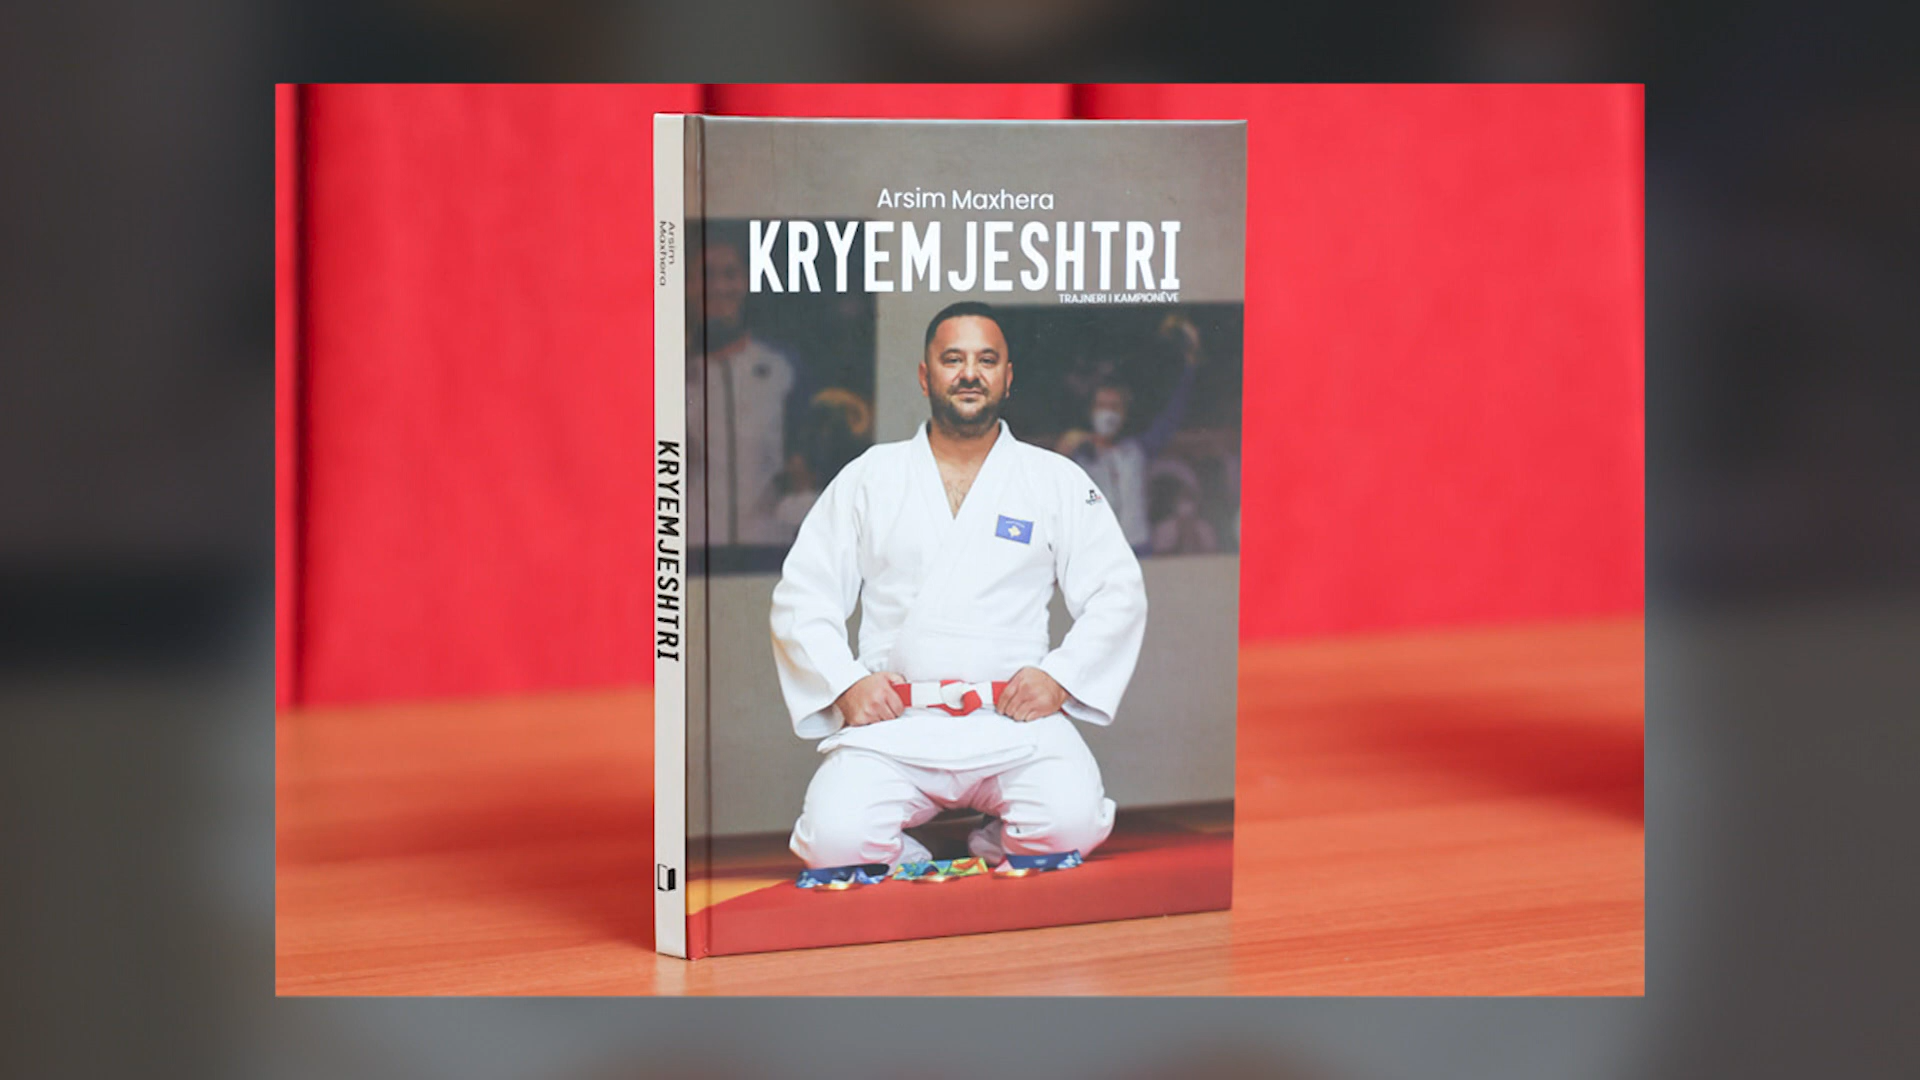 Arsim Maxhera
KRYEMJESHTRI
TRAJNERI I KAMPIONËVE
Arsim
Maxhera
KRYEMJESHTRI